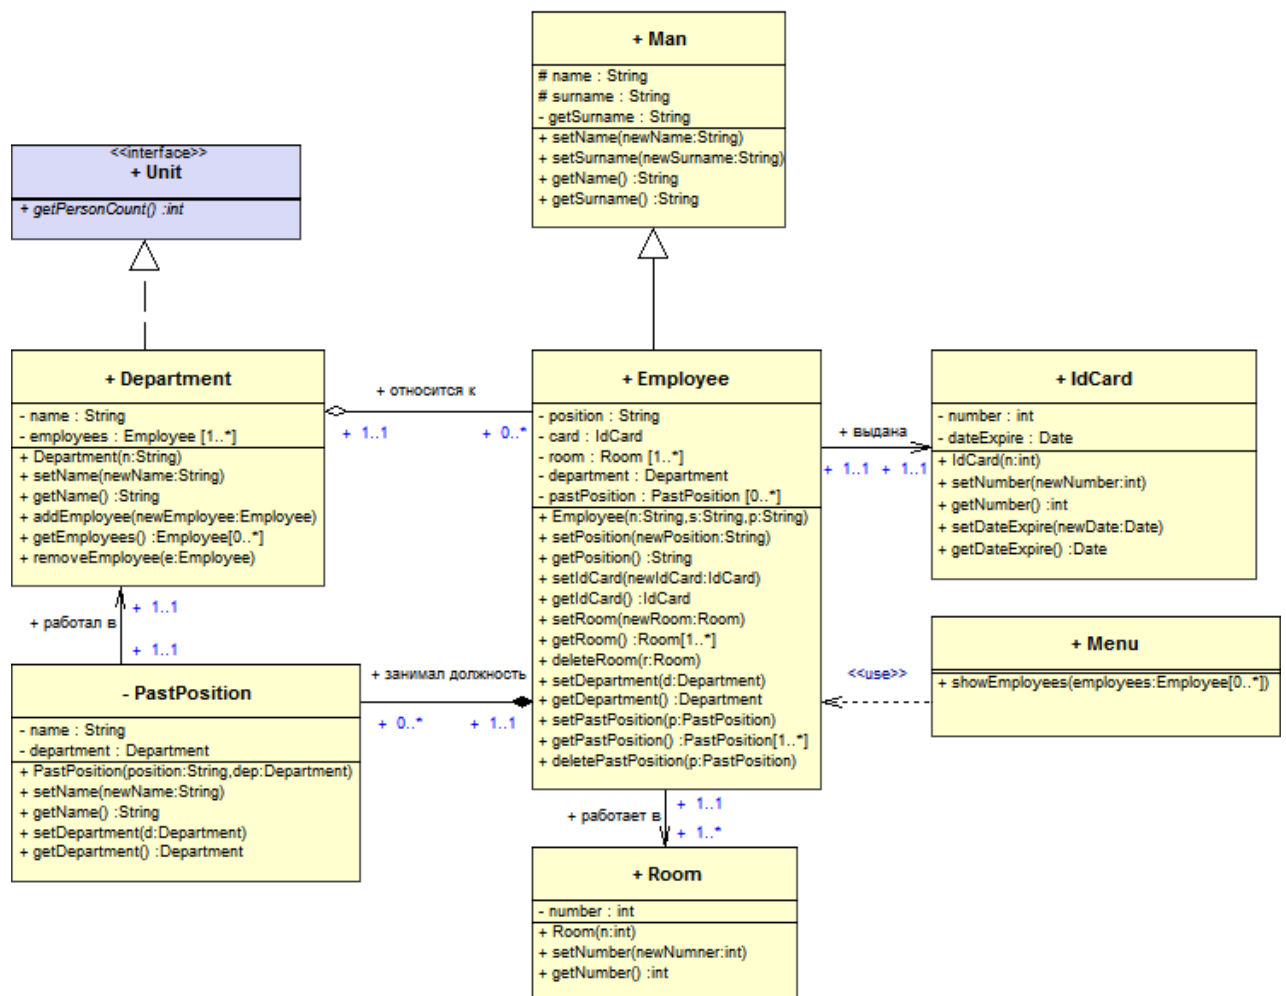 + Man
# name : String
# surname : String
- getSurname : String
+ setName(newName:String)
+ setSurname(newSurname:String)
+ getName() :String
+ getSurname() :String
<<interface>>
+ Unit
+ getPersonCount() :int
+ Department
- name : String
- employees : Employee [1..*]
+ Department(n:String)
+ setName(newName:String)
+ getName() :String
+ addEmployee(newEmployee:Employee)
+ getEmployees() :Employee[0..*]
+ removeEmployee(e:Employee)
+ относится к
+ 1..1
+ 0..*
+ Employee
- position : String
- card : IdCard
- room : Room [1..*]
- department : Department
- pastPosition : PastPosition [0..*]
+ Employee(n:String,s:String,p:String)
+ setPosition(newPosition:String)
+ getPosition() :String
+ setIdCard(newIdCard:IdCard)
+ getIdCard() :IdCard
+ setRoom(newRoom:Room)
+ getRoom() :Room[1..*]
+ deleteRoom(r:Room)
+ setDepartment(d:Department)
+ getDepartment() :Department
+ setPastPosition(p:PastPosition)
+ getPastPosition() :PastPosition[1..*]
+ deletePastPosition(p:PastPosition)
+ выдана
+ 1..1 + 1..1
+ IdCard
- number : int
- dateExpire : Date
+ IdCard(n:int)
+ setNumber(newNumber:int)
+ getNumber() :int
+ setDateExpire(newDate:Date)
+ getDateExpire() :Date
+ 1..1
+ работал в
+ 1..1
- PastPosition
- name : String
- department : Department
+ PastPosition(position:String,dep:Department)
+ setName(newName:String)
+ getName() :String
+ setDepartment(d:Department)
+ getDepartment() :Department
+ занимал должность
+ 0..*
+ 1..1
<<use>>
+ Menu
+ showEmployees(employees:Employee[0..*])
+ 1..1
+ работает в
+ 1..*
+ Room
- number : int
+ Room(n:int)
+ setNumber(newNumner:int)
+ getNumber() :int